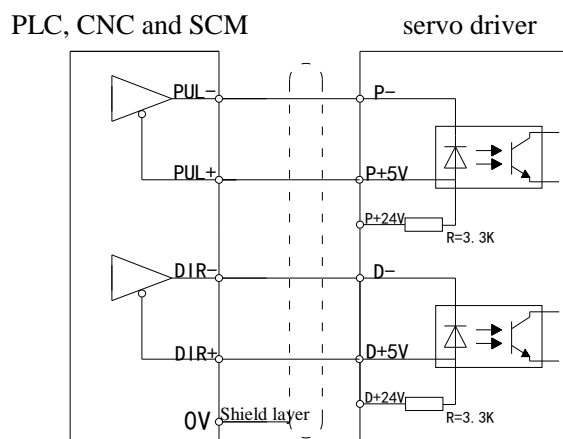 PLC, CNC and SCM servo driver
PUL- P-
PUL+ P+5V
P+24V
R=3.3K
DIR- D-
DIR+ D+5V
D+24V
0V Shield layer
R=3.3K